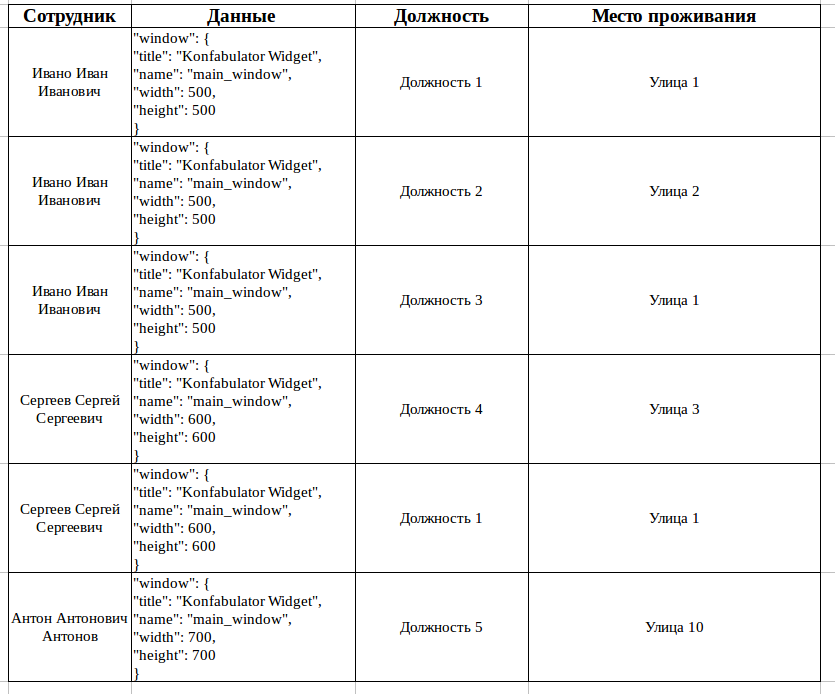 Сотрудник Данные Должность Место проживания
Ивано Иван
Иванович
"window": {
"title": "Konfabulator Widget",
"name": "main_window",
"width": 500,
"height": 500
}
Должность 1
Улица 1
Ивано Иван
Иванович
"window": {
"title": "Konfabulator Widget",
"name": "main_window",
"width": 500,
"height": 500
}
Должность 2
Улица 2
Ивано Иван
Иванович
"window": {
"title": "Konfabulator Widget",
"name": "main_window",
"width": 500,
"height": 500
}
Должность 3
Улица 1
Сергеев Сергей
Сергеевич
"window": {
"title": "Konfabulator Widget",
"name": "main_window",
"width": 600,
"height": 600
}
Должность 4
Улица 3
Сергеев Сергей
Сергеевич
"window": {
"title": "Konfabulator Widget",
"name": "main_window",
"width": 600,
"height": 600
}
Должность 1
Улица 1
Антон Антонович
Антонов
"window": {
"title": "Konfabulator Widget",
"name": "main_window",
"width": 700,
"height": 700
}
Должность 5
Улица 10